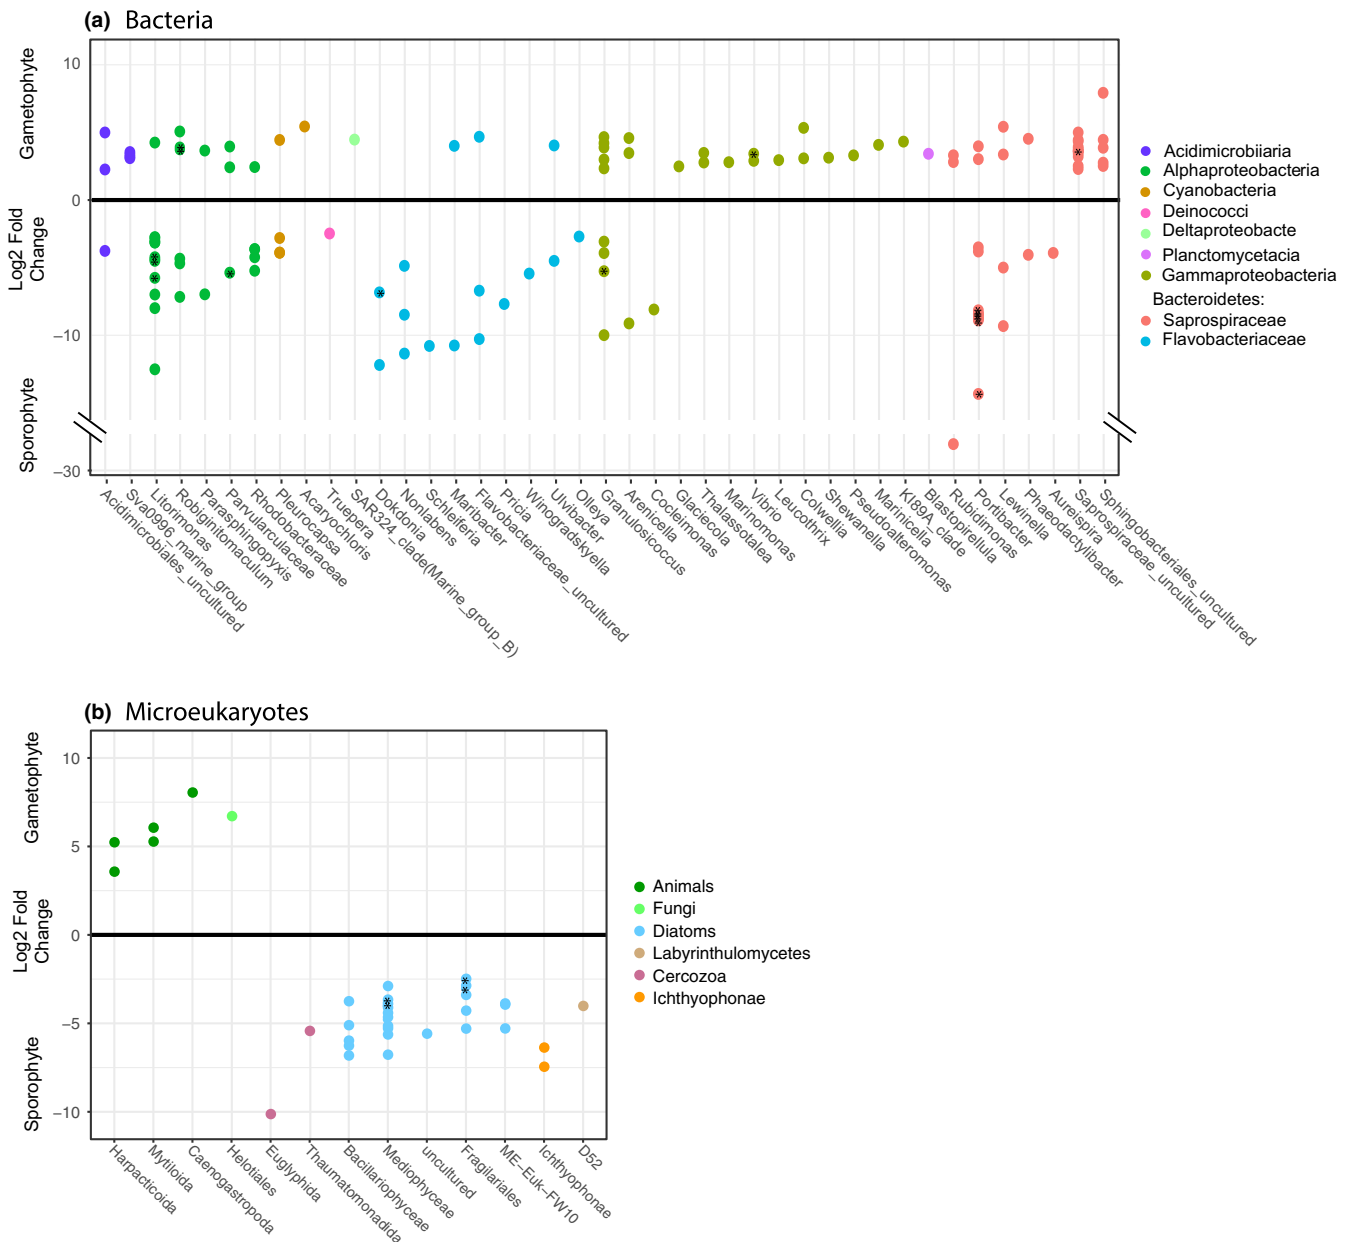 (a) Bacteria
Gametophyte
Log2 Fold
Change
Sporophyte
10
0
−10
−30
Acidimicrobiales_uncultured
Sva0996_marine_group
Litorimonas
Robiginitomaculum
Parasphingopyxis
Parvularculaceae
Rhodobacteraceae
Pleurocapsa
Acaryochloris
Truepera
SAR324_clade(Marine_group_B)
Dokdonia
Nonlabens
Schleiferia
Maribacter
Flavobacteriaceae_uncultured
Pricia
Winogradskyella
Ulvibacter
Olleya
Granulosicoccus
Arenicella
Cocleimonas
Glaciecola
Thalassotalea
Marinomonas
Vibrio
Leucothrix
Colwellia
Shewanella
Pseudoalteromonas
Marinicella
KI89A_clade
Blastopirellula
Rubidimonas
Portibacter
Lewinella
Phaeodactylibacter
Aureispira
Saprospiraceae_uncultured
Sphingobacteriales_uncultured
Acidimicrobiiaria
Alphaproteobacteria
Cyanobacteria
Deinococci
Deltaproteobacte
Planctomycetacia
Gammaproteobacteria
Bacteroidetes:
Saprospiraceae
Flavobacteriaceae
(b) Microeukaryotes
Gametophyte
Log2 Fold
Change
Sporophyte
10
5
0
−5
−10
Harpacticoida
Mytiloida
Caenogastropoda
Helotiales
Euglyphida
Thaumatomonadida
Bacillariophyceae
Mediophyceae
uncultured
Fragilariales
ME−Euk−FW10
Ichthyophonae
D52
Animals
Fungi
Diatoms
Labyrinthulomycetes
Cercozoa
Ichthyophonae